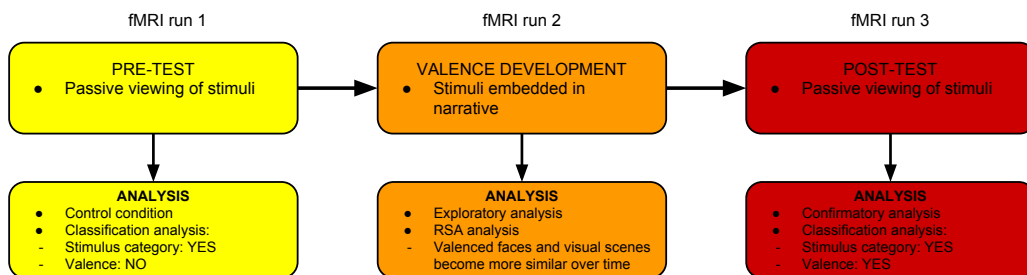 fMRI run 1
fMRI run 2
fMRI run 3
PRE-TEST
● Passive viewing of stimuli
VALENCE DEVELOPMENT
● Stimuli embedded in
narrative
POST-TEST
● Passive viewing of stimuli
ANALYSIS
● Control condition
● Classification analysis:
- Stimulus category: YES
- Valence: NO
ANALYSIS
● Exploratory analysis
● RSA analysis
- Valenced faces and visual scenes
become more similar over time
ANALYSIS
● Confirmatory analysis
● Classification analysis:
- Stimulus category: YES
- Valence: YES